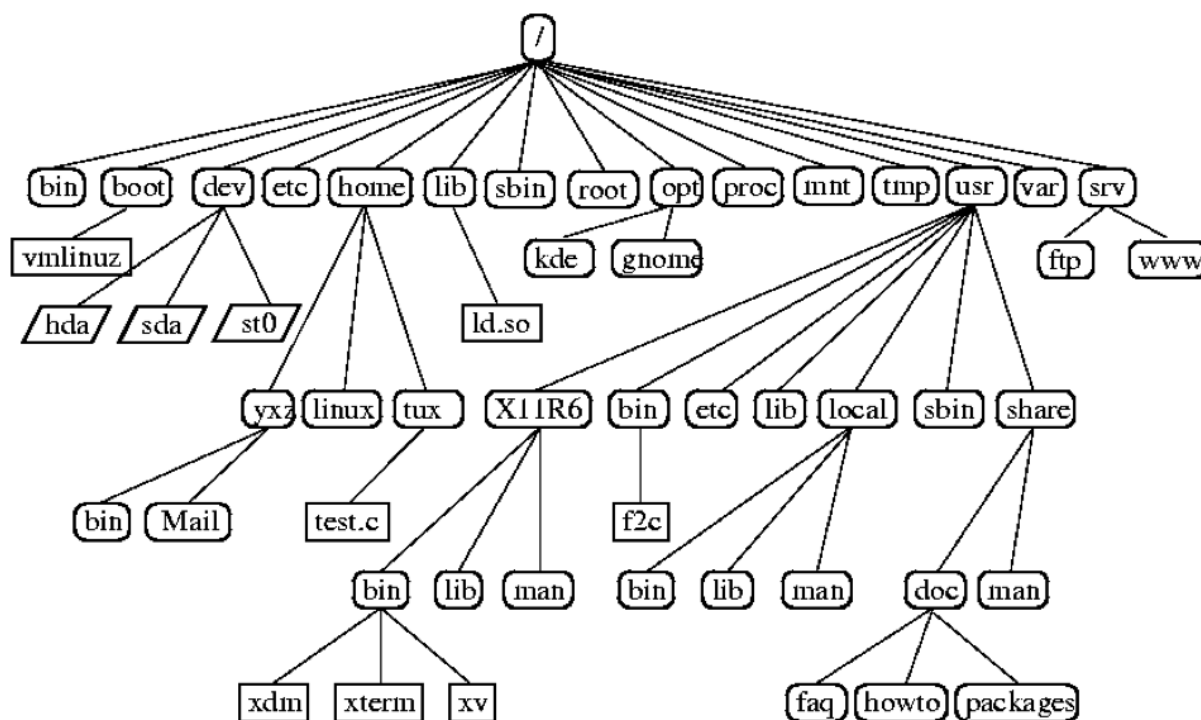 /
bin boot dev etc home lib sbin root opt proc mnt tmp usr var srv
vmlinuz kde gnome ftp www
hda sda st0 ld.so
yxz linux tux X11R6 bin etc lib local sbin share
bin Mail test.c f2c
bin lib man bin lib man doc man
xdm xterm xv faq howto packages